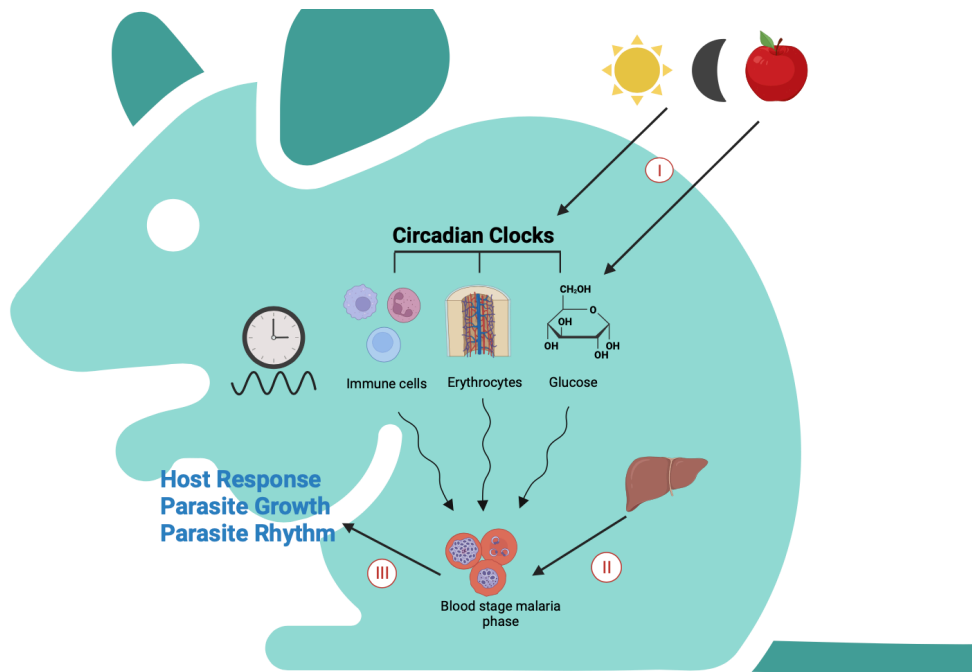 I
Circadian Clocks
CH₂OH
O
OH
OH
OH
OH
Immune cells
Erythrocytes
Glucose
Host Response
Parasite Growth
Parasite Rhythm
III
II
Blood stage malaria
phase